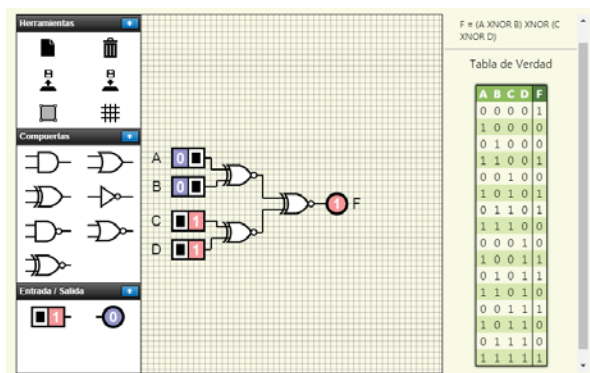 Herramientas
Compuertas
Entrada / Salida
1 0
A 0
B 0
C 1
D 1
1 F
F = (A XNOR B) XNOR (C
XNOR D)
Tabla de Verdad
A B C D F
0 0 0 0 1
1 0 0 0 0
0 1 0 0 0
1 1 0 0 1
0 0 1 0 0
1 0 1 0 1
0 1 1 0 1
1 1 1 0 0
0 0 0 1 0
1 0 0 1 1
0 1 0 1 1
1 1 0 1 0
0 0 1 1 1
1 0 1 1 0
0 1 1 1 0
1 1 1 1 1